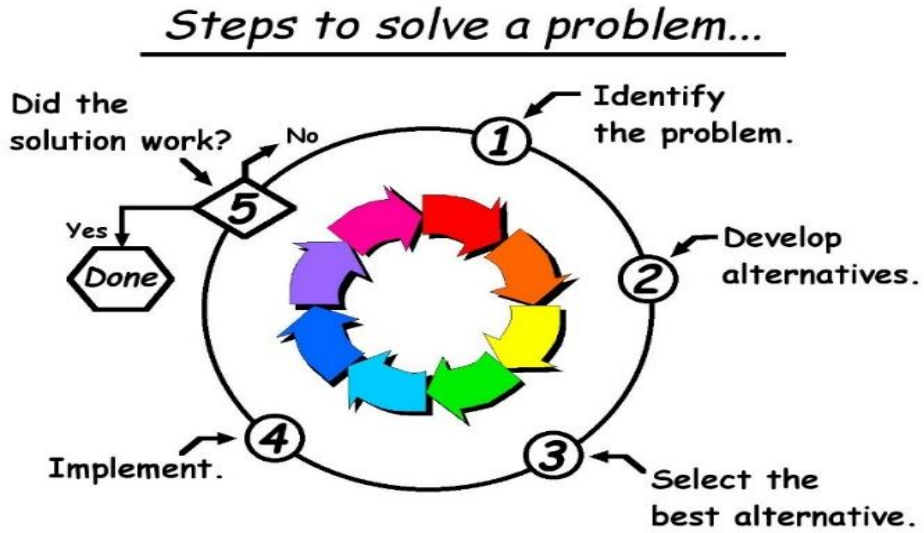 Steps to solve a problem...
1
Identify
the problem.
2
Develop
alternatives.
3
Select the
best alternative.
4
Implement.
5
Did the
solution work?
No
Yes
Done